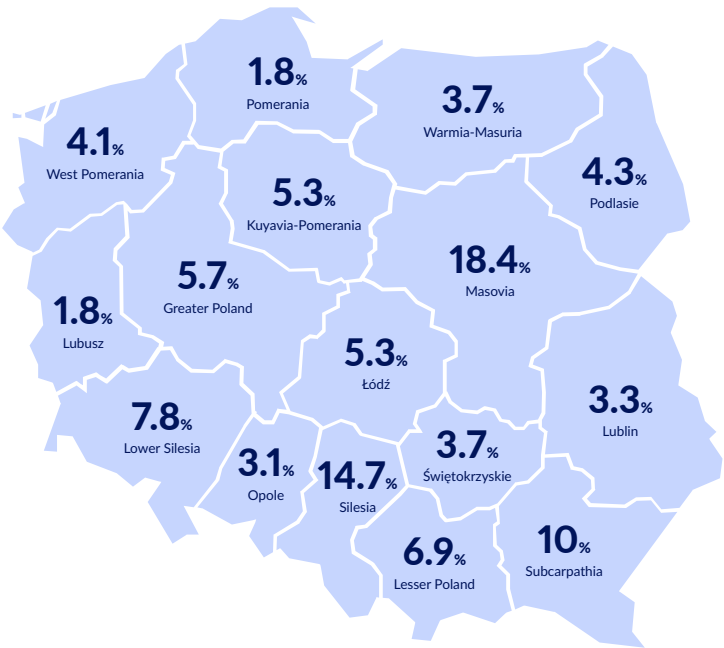 1.8%
Pomerania
3.7%
Warmia-Masuria
4.1%
West Pomerania
4.3%
Podlasie
5.3%
Kuyavia-Pomerania
18.4%
Masovia
5.7%
Greater Poland
1.8%
Lubusz
5.3%
Łódź
3.3%
Lublin
7.8%
Lower Silesia
3.7%
Świętokrzyskie
3.1%
Opole
14.7%
Silesia
10%
Subcarpathia
6.9%
Lesser Poland